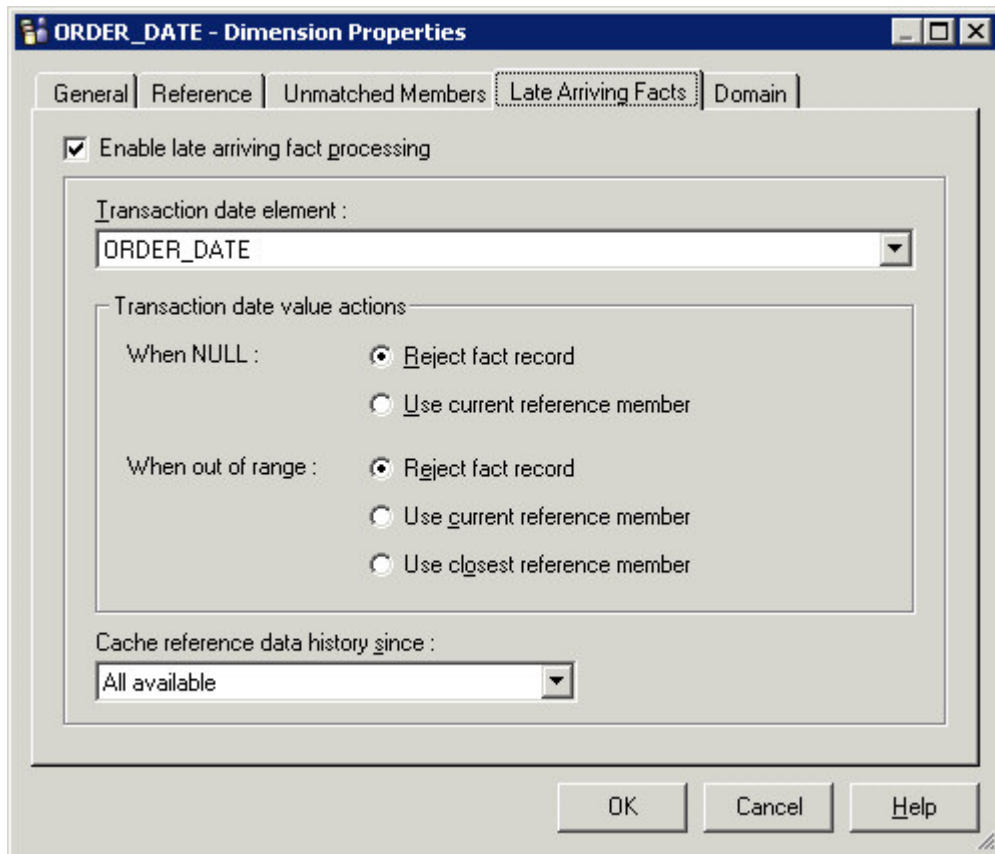 ORDER_DATE - Dimension Properties
General Reference Unmatched Members Late Arriving Facts Domain
Enable late arriving fact processing
Transaction date element :
ORDER_DATE
Transaction date value actions
When NULL : Reject fact record
Use current reference member
When out of range : Reject fact record
Use current reference member
Use closest reference member
Cache reference data history since :
All available
OK Cancel Help